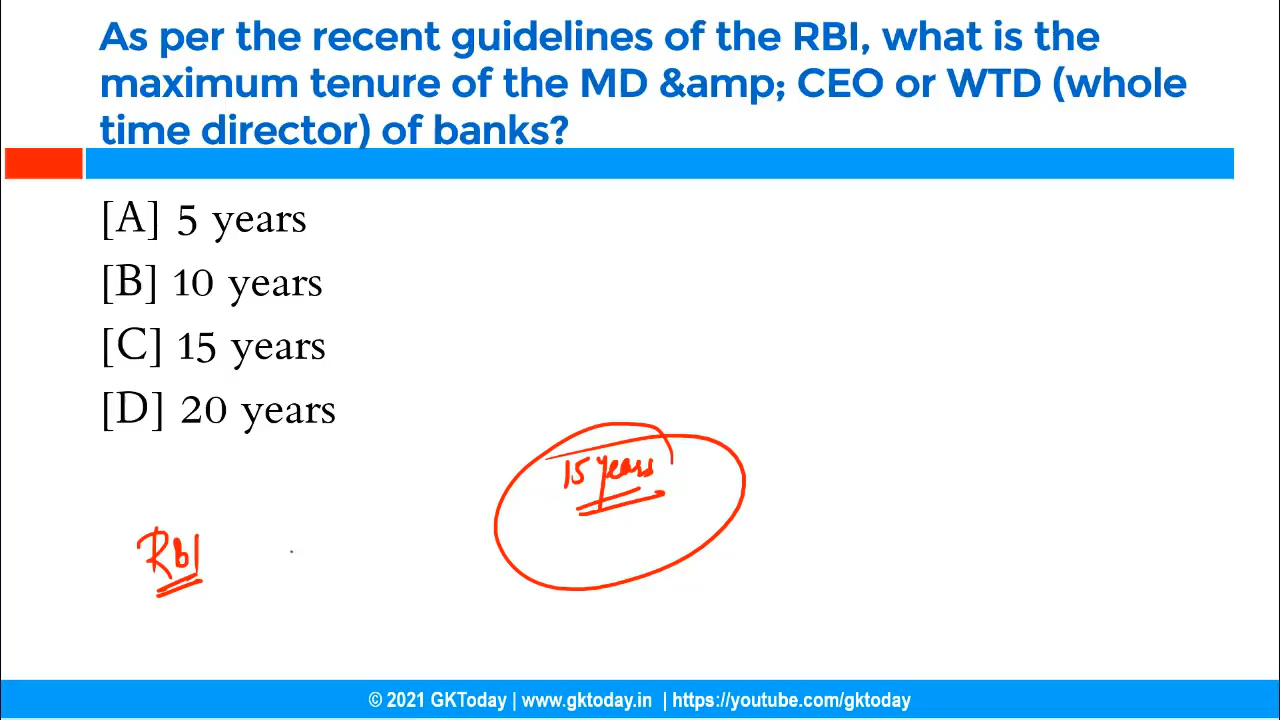 As per the recent guidelines of the RBI, what is the
maximum tenure of the MD &amp; CEO or WTD (whole
time director) of banks?
[A] 5 years
[B] 10 years
[C] 15 years
[D] 20 years
15 years
RbI
© 2021 GKToday | www.gktoday.in | https://youtube.com/gktoday